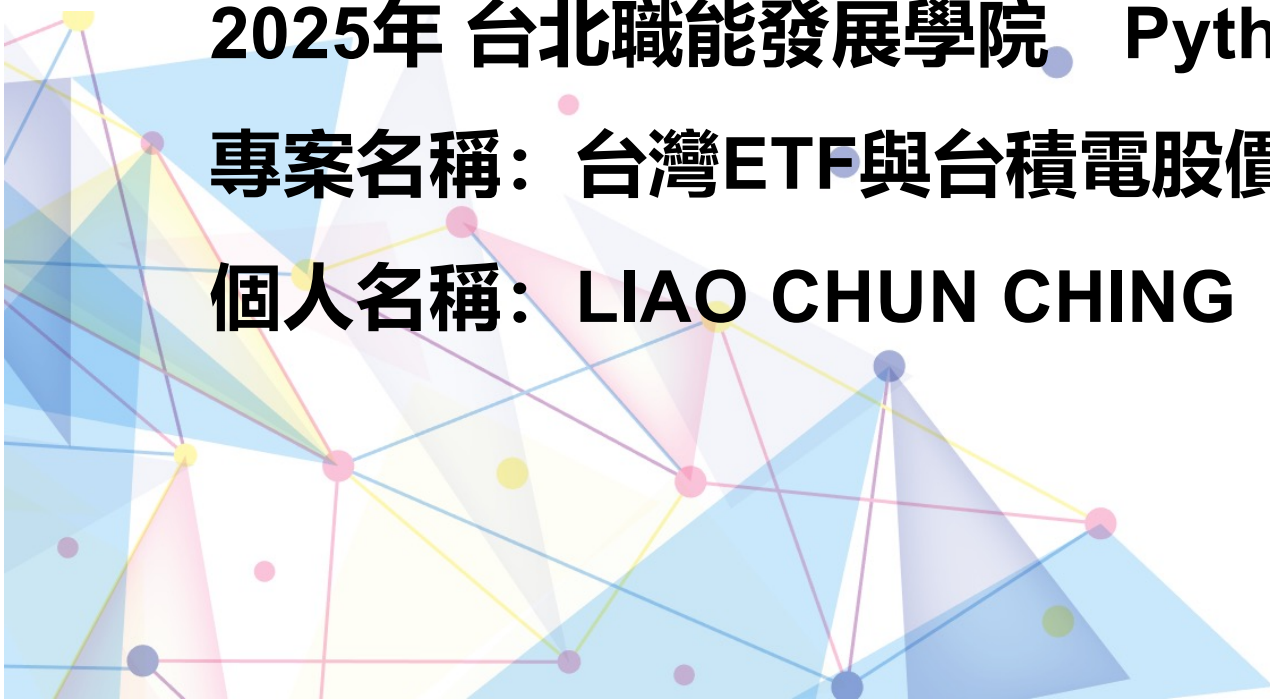 2025年 台北職能發展學院 Pyth
專案名稱：台灣ETF與台積電股價
個人名稱：LIAO CHUN CHING